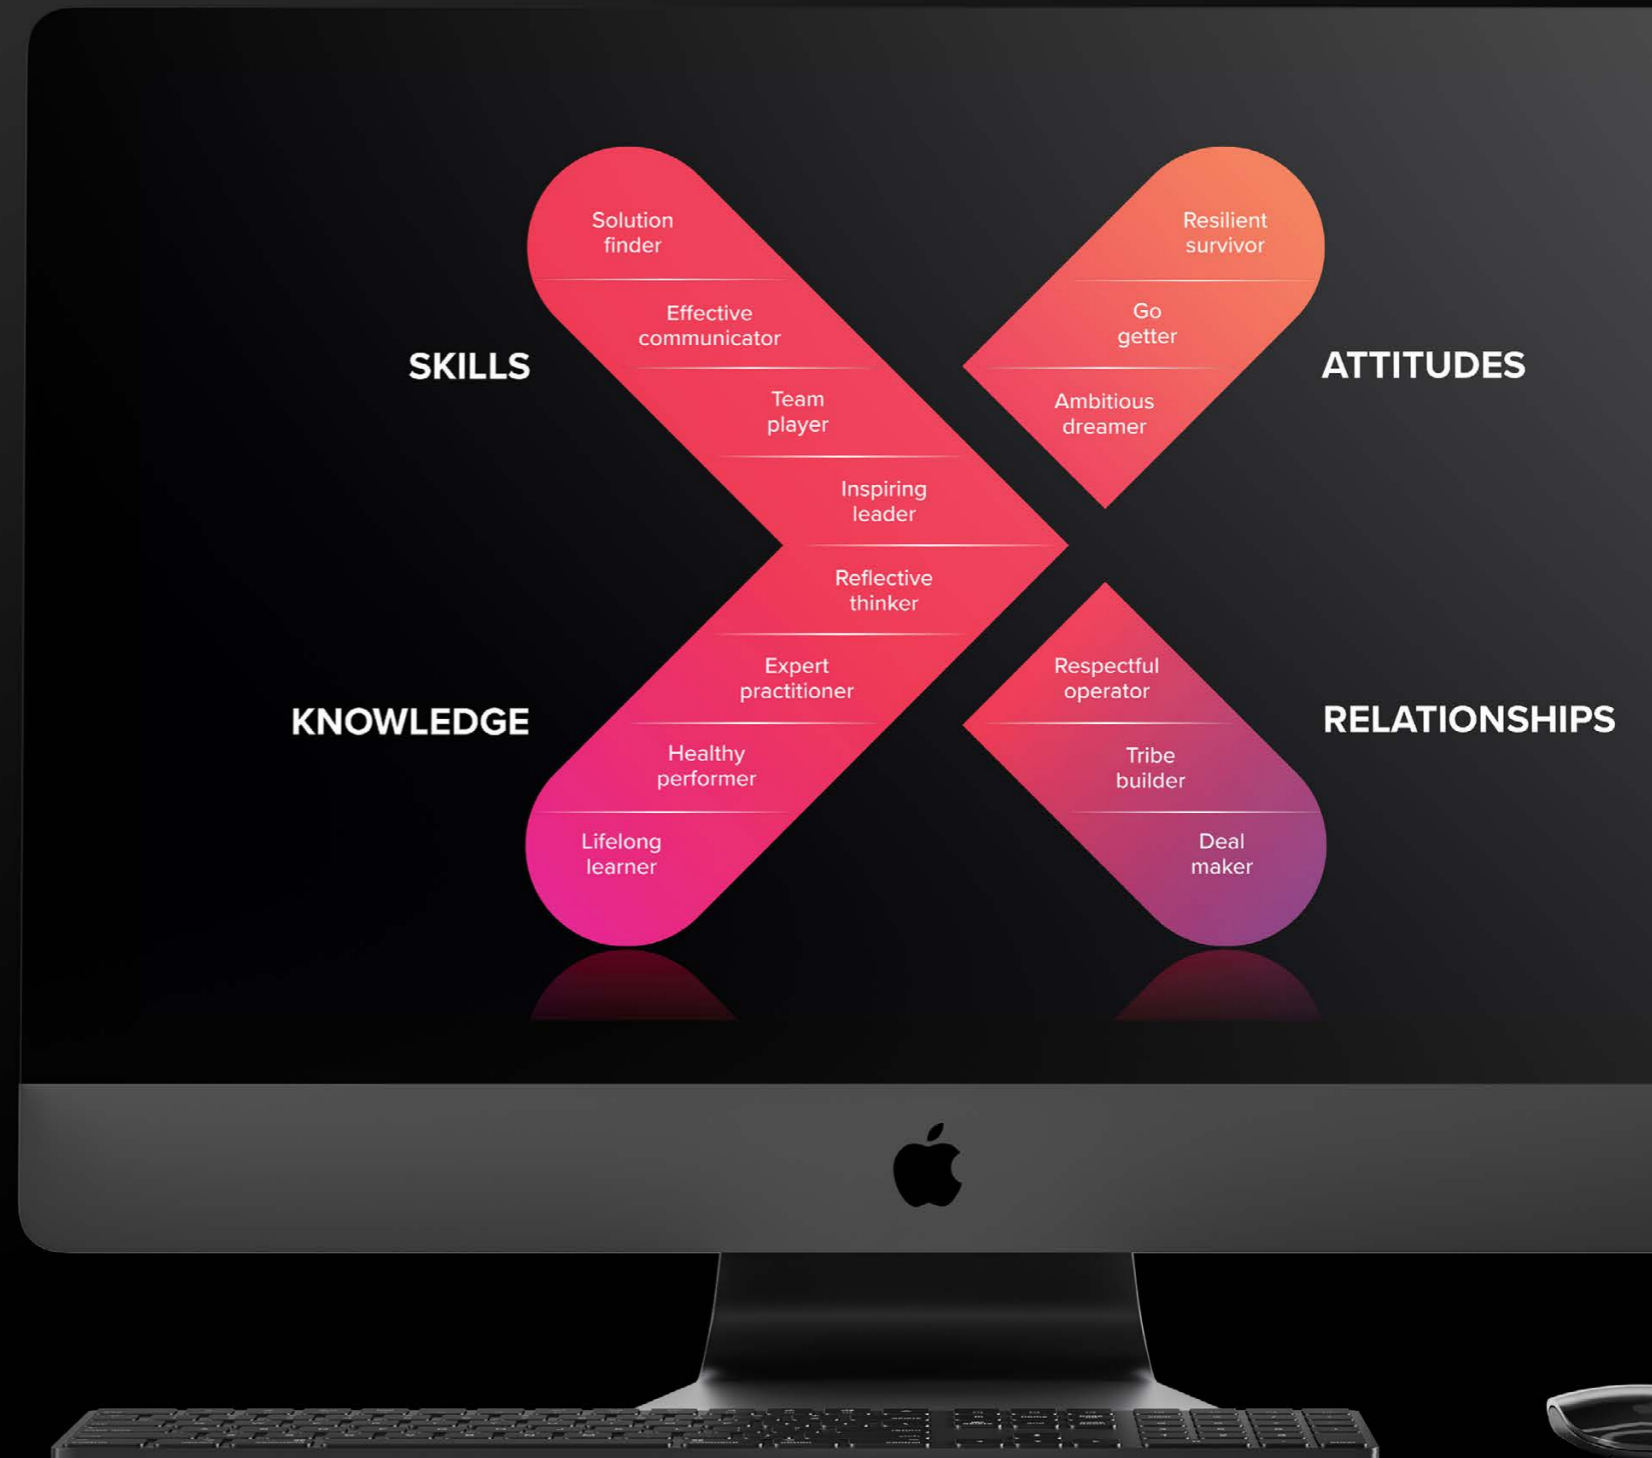 SKILLS
Solution
finder
Effective
communicator
Team
player
Inspiring
leader
KNOWLEDGE
Reflective
thinker
Expert
practitioner
Healthy
performer
Lifelong
learner
ATTITUDES
Resilient
survivor
Go
getter
Ambitious
dreamer
RELATIONSHIPS
Respectful
operator
Tribe
builder
Deal
maker